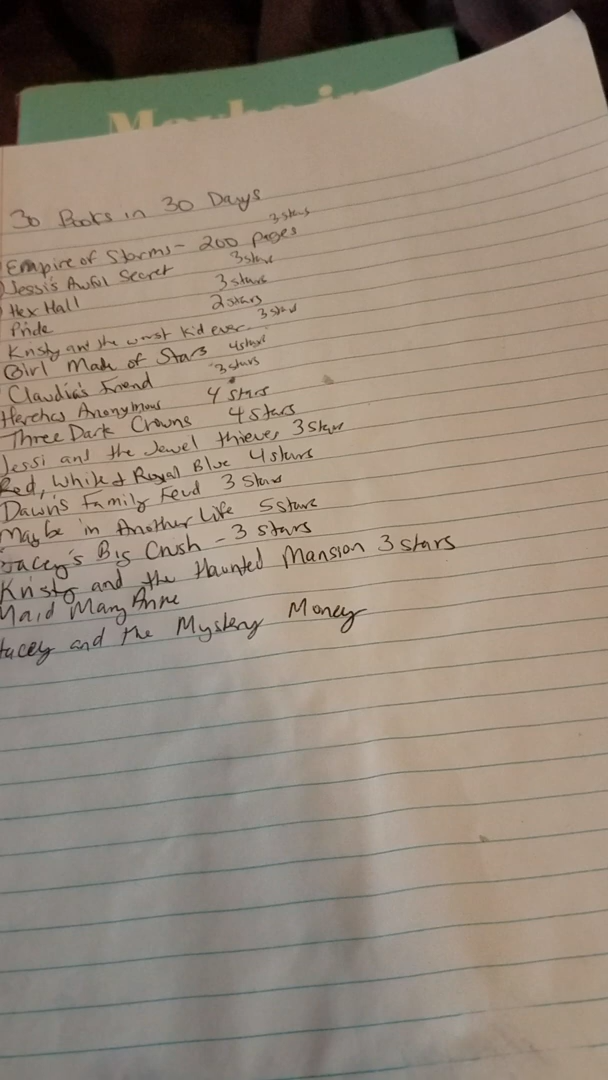 Maybe in
30 Books in 30 Days
Empire of Storms - 200 pages 3 stars
Jessi's Awful Secret 3 stars
Hex Hall 3 stars
Pride 2 stars
Kristy and the worst kid ever 3 stars
Girl Made of Stars 4 stars
Claudia's Friend 3 stars
Anonymous 4 stars
Three Dark Crowns 4 stars
Jessi and the Jewel thieves 3 stars
Red, White & Royal Blue 4 stars
Dawn's Family Feud 3 stars
Maybe in Another Life 5 stars
Stacey's Big Crush - 3 stars
Kristy and the Haunted Mansion 3 stars
Maid Mary Anne
tacey and the Mystery Money